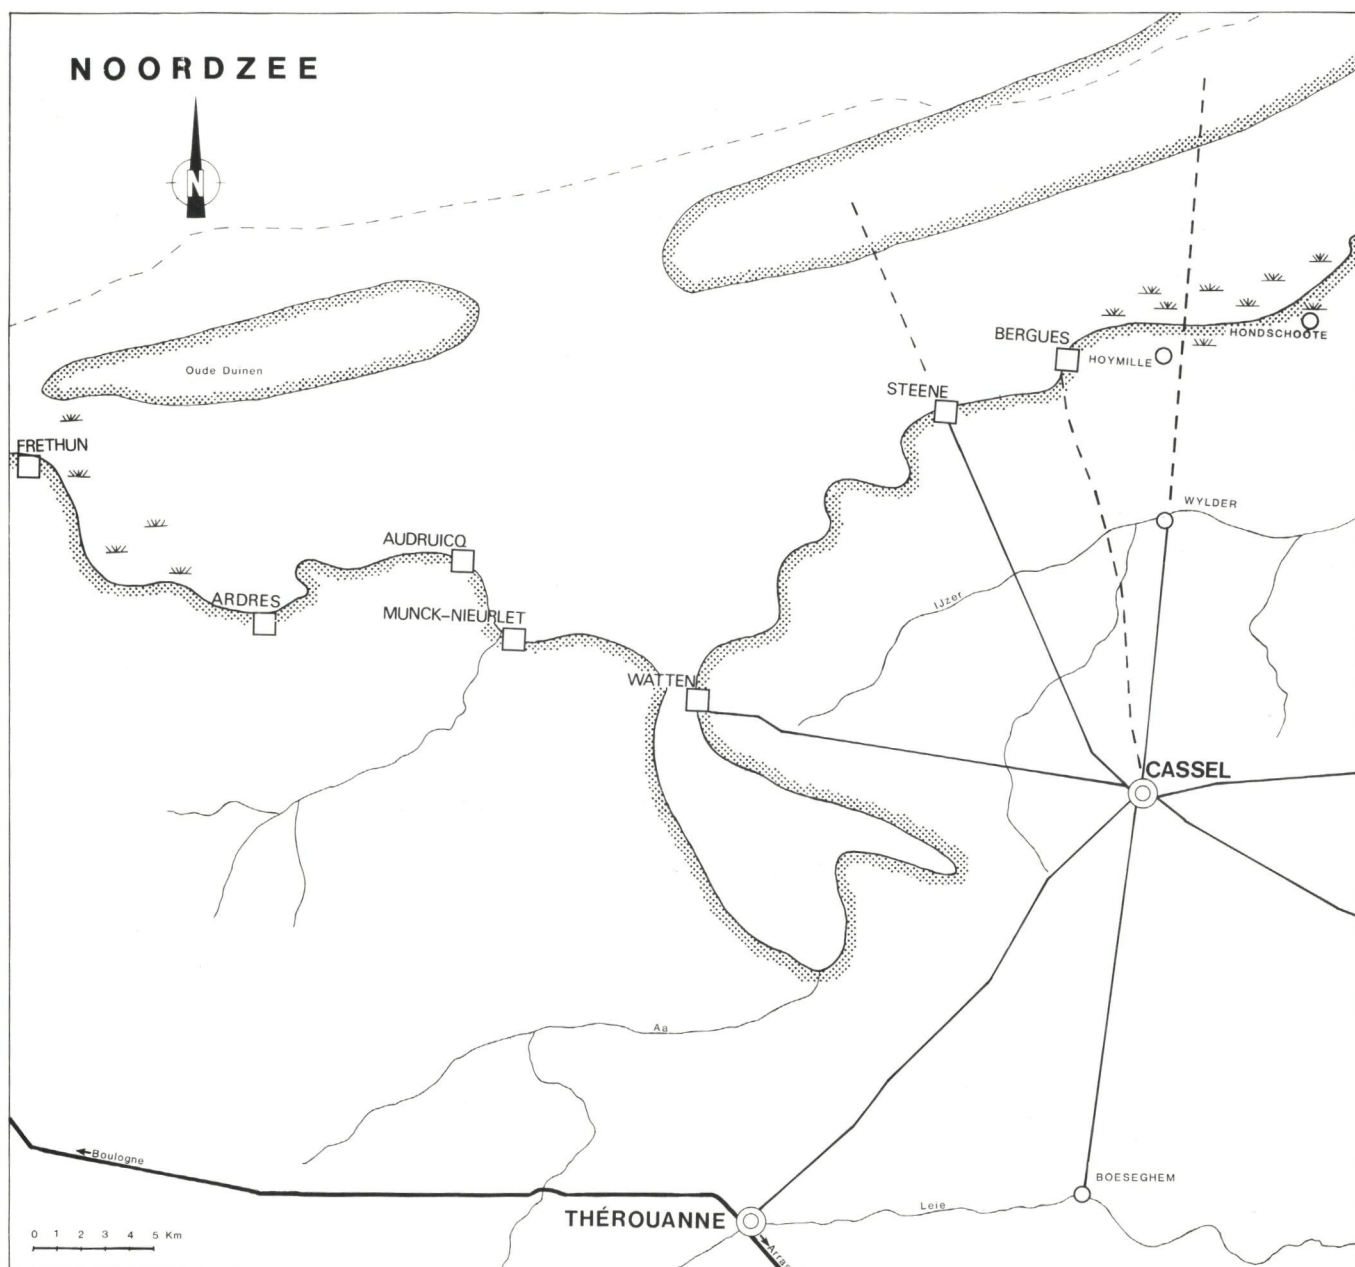 NOORDZEE
N
Oude Duinen
BERGUES
HONDSCHOOTE
HOYMILLE
STEENE
FRETHUN
WYLDER
AUDRUICQ
ARDRES
IJzer
MUNCK-NIEURLET
WATTEN
CASSEL
Aa
Boulogne
BOESEGHEM
Leie
THÉROUANNE
0 1 2 3 4 5 Km
Arras